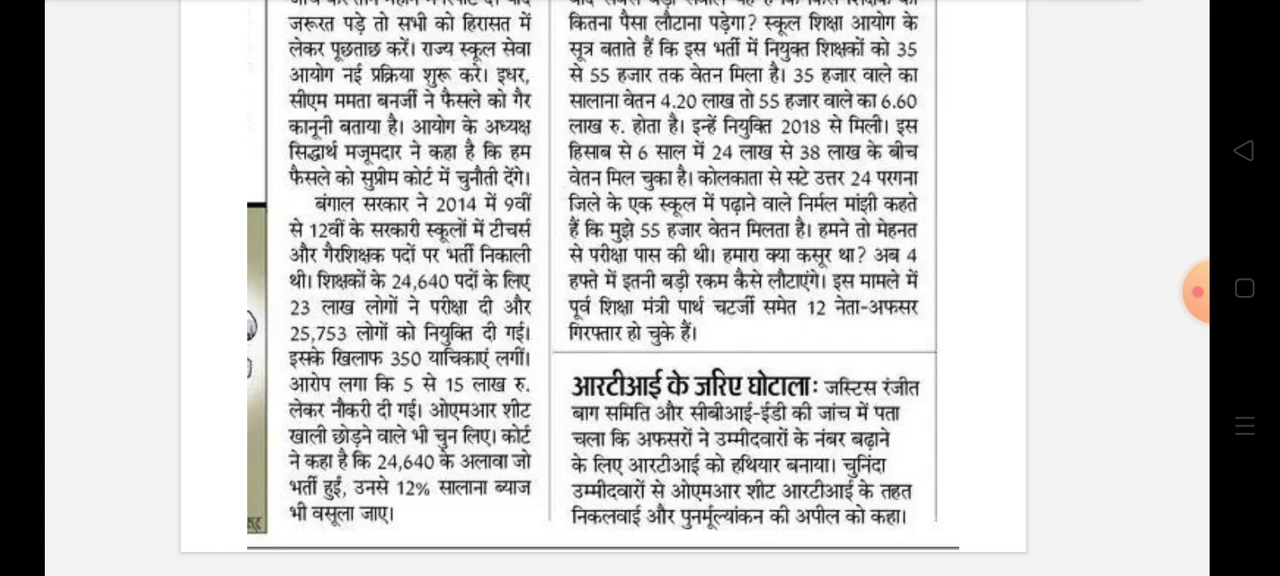 जरूरत पड़े तो सभी को हिरासत में
लेकर पूछताछ करें। राज्य स्कूल सेवा
आयोग नई प्रक्रिया शुरू करे। इधर,
सीएम ममता बनर्जी ने फैसले को गैर
कानूनी बताया है। आयोग के अध्यक्ष
सिद्धार्थ मजूमदार ने कहा है कि हम
फैसले को सुप्रीम कोर्ट में चुनौती देंगे।
बंगाल सरकार ने 2014 में 9वीं
से 12वीं के सरकारी स्कूलों में टीचर्स
और गैरशिक्षक पदों पर भर्ती निकाली
थी। शिक्षकों के 24,640 पदों के लिए
23 लाख लोगों ने परीक्षा दी और
25,753 लोगों को नियुक्ति दी गई।
इसके खिलाफ 350 याचिकाएं लगीं।
आरोप लगा कि 5 से 15 लाख रु.
लेकर नौकरी दी गई। ओएमआर शीट
खाली छोड़ने वाले भी चुन लिए। कोर्ट
ने कहा है कि 24,640 के अलावा जो
भर्ती हुईं, उनसे 12% सालाना ब्याज
भी वसूला जाए।
कितना पैसा लौटाना पड़ेगा? स्कूल शिक्षा आयोग के
सूत्र बताते हैं कि इस भर्ती में नियुक्त शिक्षकों को 35
से 55 हजार तक वेतन मिला है। 35 हजार वाले का
सालाना वेतन 4.20 लाख तो 55 हजार वाले का 6.60
लाख रु. होता है। इन्हें नियुक्ति 2018 से मिली। इस
हिसाब से 6 साल में 24 लाख से 38 लाख के बीच
वेतन मिल चुका है। कोलकाता से सटे उत्तर 24 परगना
जिले के एक स्कूल में पढ़ाने वाले निर्मल मांझी कहते
हैं कि मुझे 55 हजार वेतन मिलता है। हमने तो मेहनत
से परीक्षा पास की थी। हमारा क्या कसूर था? अब 4
हफ्ते में इतनी बड़ी रकम कैसे लौटाएंगे। इस मामले में
पूर्व शिक्षा मंत्री पार्थ चटर्जी समेत 12 नेता-अफसर
गिरफ्तार हो चुके हैं।
आरटीआई के जरिए घोटाला: जस्टिस रंजीत
बाग समिति और सीबीआई-ईडी की जांच में पता
चला कि अफसरों ने उम्मीदवारों के नंबर बढ़ाने
के लिए आरटीआई को हथियार बनाया। चुनिंदा
उम्मीदवारों से ओएमआर शीट आरटीआई के तहत
निकलवाई और पुनर्मूल्यांकन की अपील को कहा।